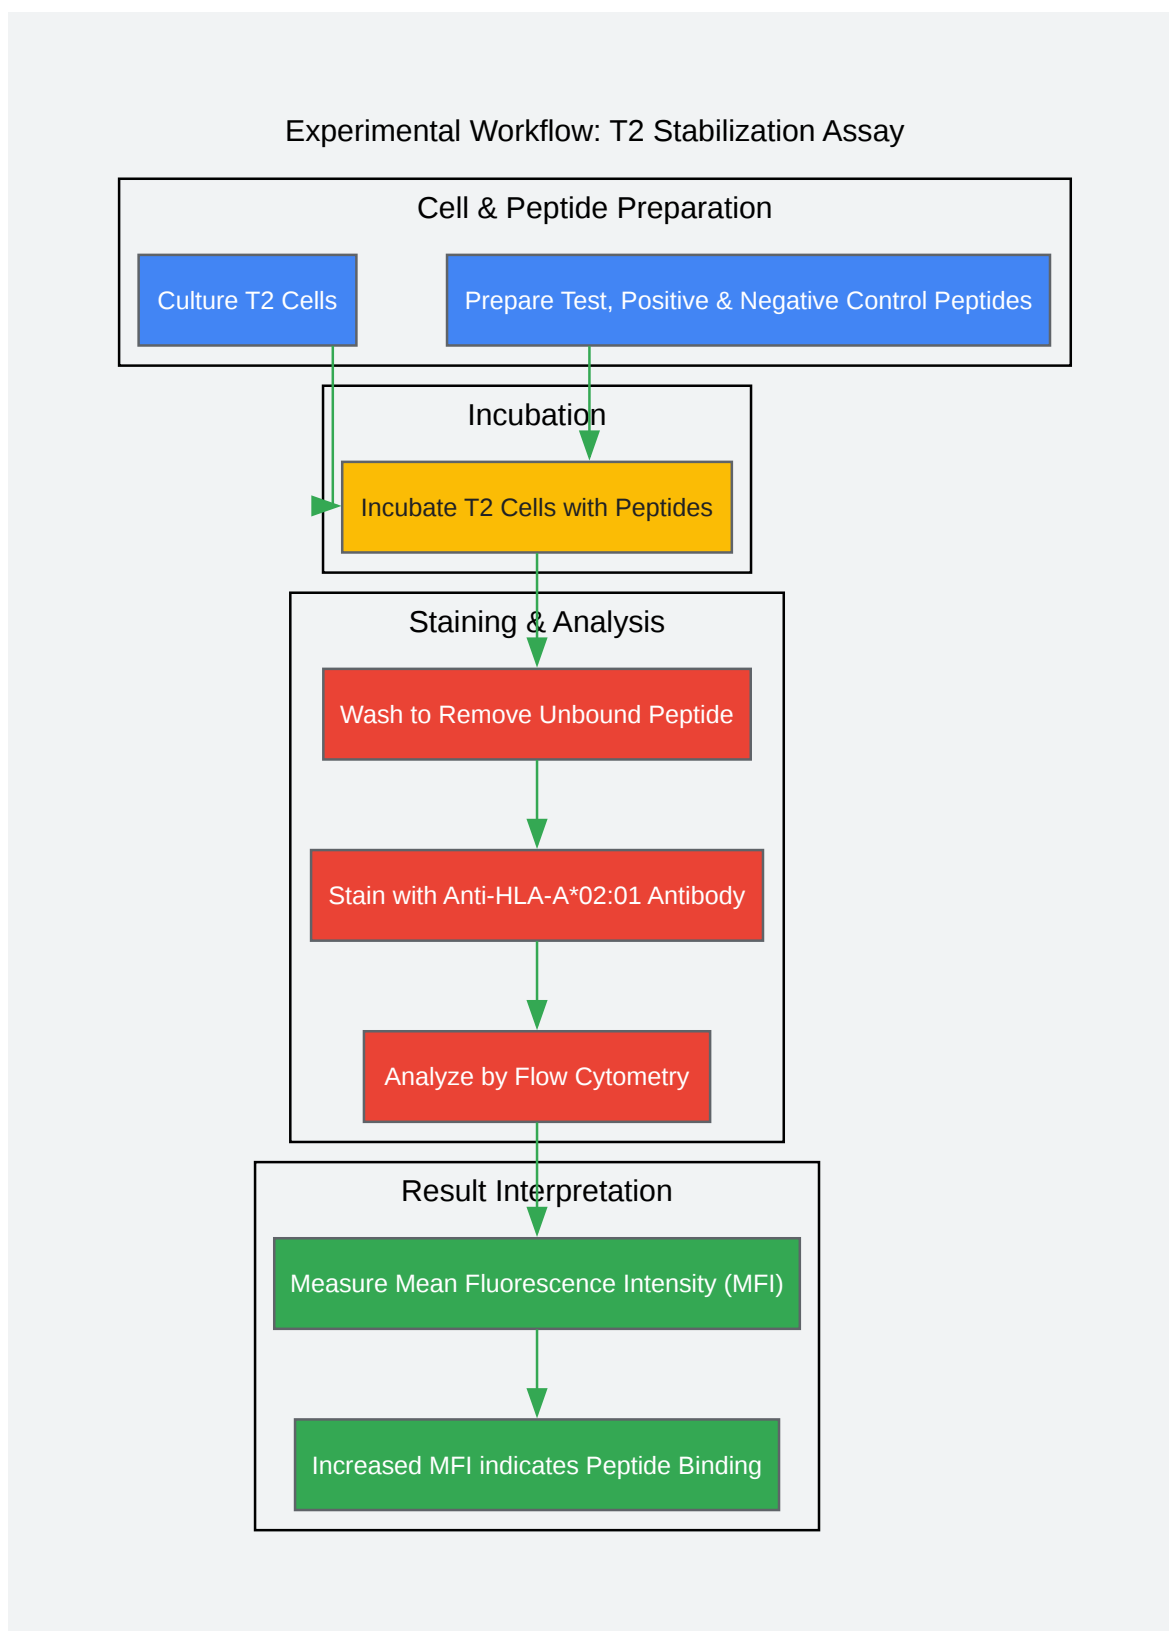 Experimental Workflow: T2 Stabilization Assay
Cell & Peptide Preparation
Culture T2 Cells
Prepare Test, Positive & Negative Control Peptides
Incubation
Incubate T2 Cells with Peptides
Staining & Analysis
Wash to Remove Unbound Peptide
Stain with Anti-HLA-A*02:01 Antibody
Analyze by Flow Cytometry
Result Interpretation
Measure Mean Fluorescence Intensity (MFI)
Increased MFI indicates Peptide Binding